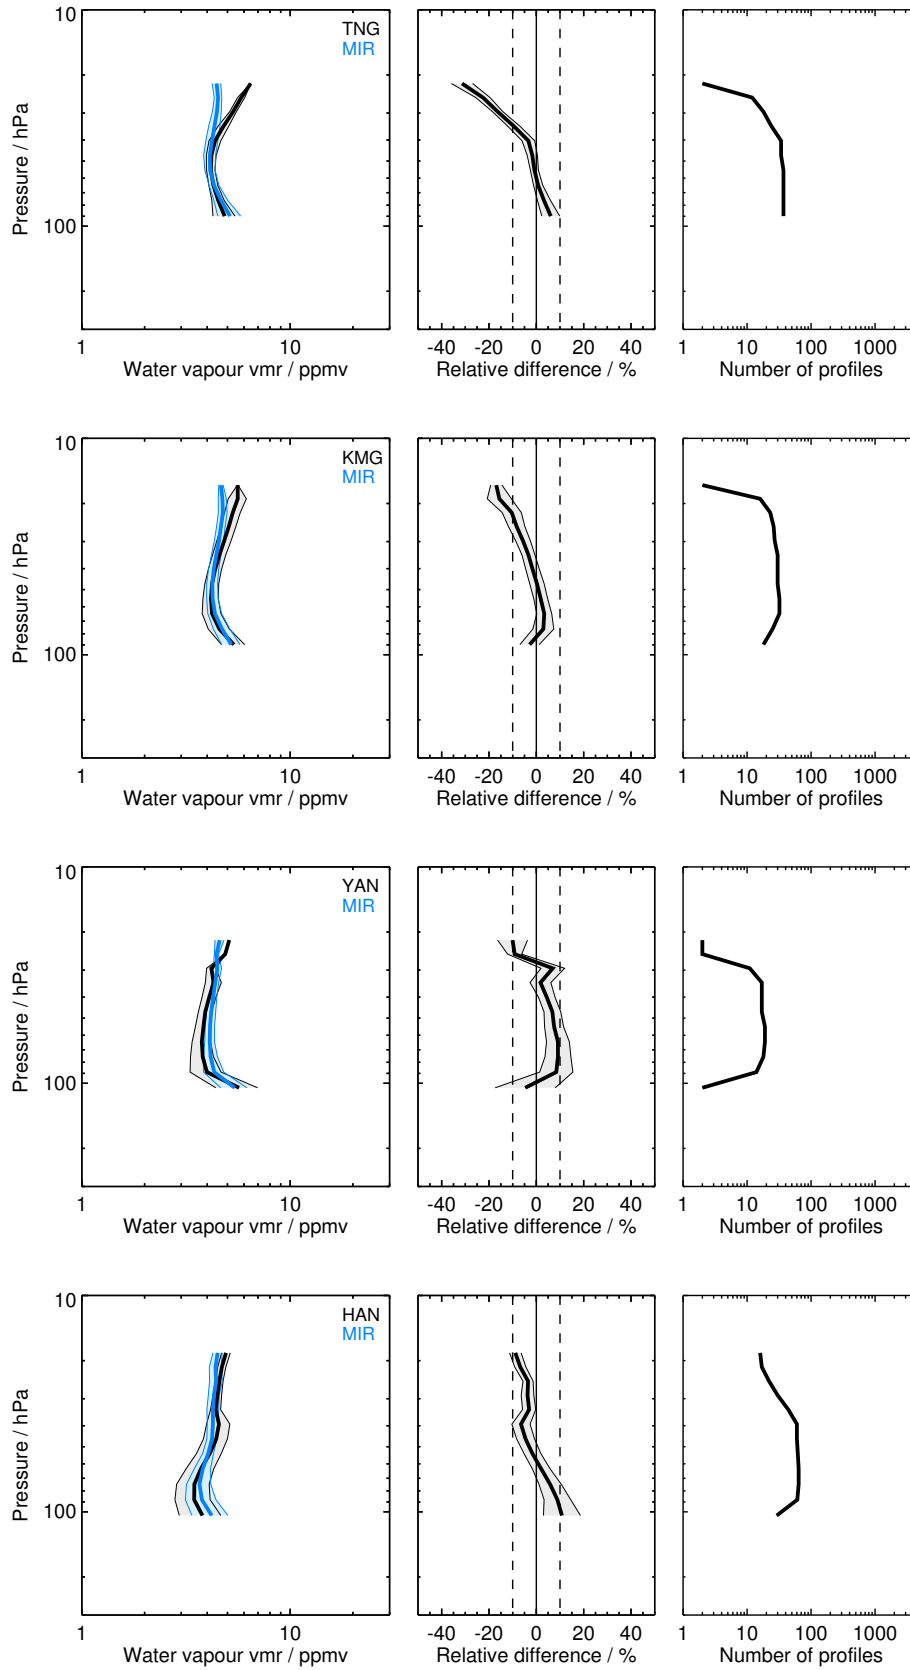 10
TNG
MIR
Pressure / hPa
100
1 10
-40 -20 0 20 40
1 10 100 1000
Water vapour vmr / ppmv
Relative difference / %
Number of profiles
10
KMG
MIR
Pressure / hPa
100
1 10
-40 -20 0 20 40
1 10 100 1000
Water vapour vmr / ppmv
Relative difference / %
Number of profiles
10
YAN
MIR
Pressure / hPa
100
1 10
-40 -20 0 20 40
1 10 100 1000
Water vapour vmr / ppmv
Relative difference / %
Number of profiles
10
HAN
MIR
Pressure / hPa
100
1 10
-40 -20 0 20 40
1 10 100 1000
Water vapour vmr / ppmv
Relative difference / %
Number of profiles